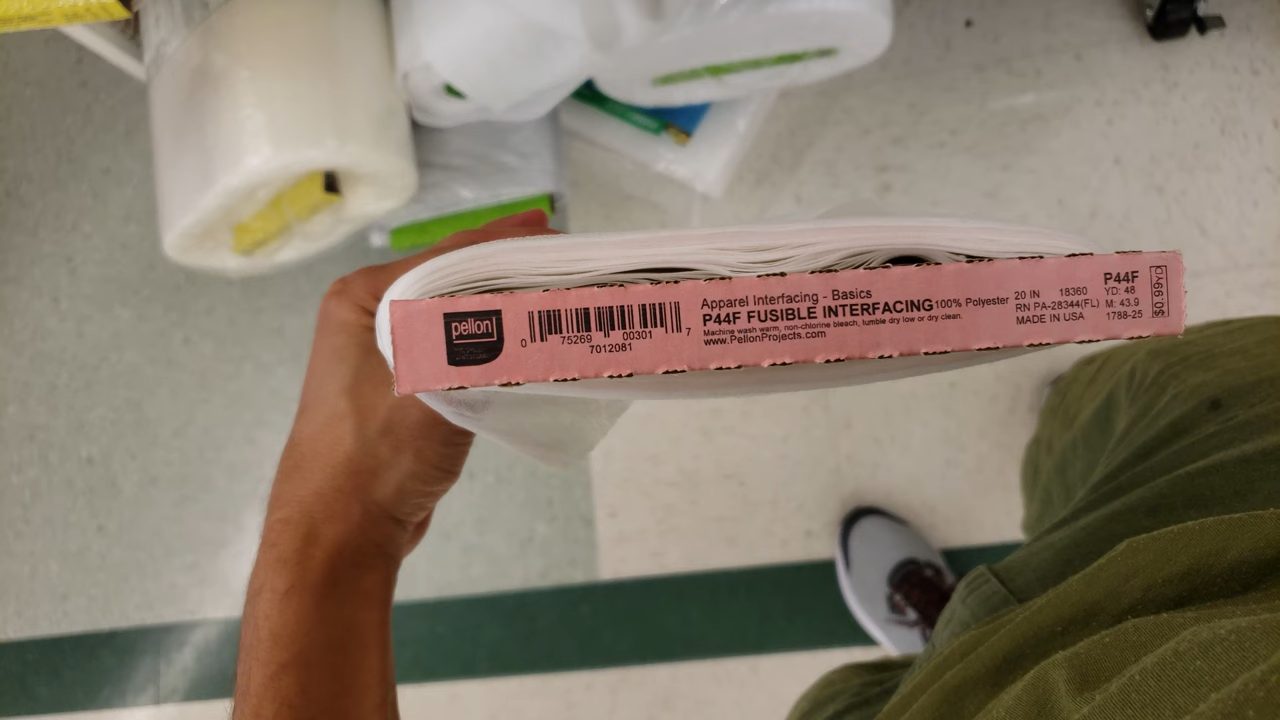 pellon
0 75269 00301 7
7012081
Apparel Interfacing - Basics
P44F FUSIBLE INTERFACING 100% Polyester
Machine wash warm, non-chlorine bleach, tumble dry low or dry clean.
www.PellonProjects.com
20 IN 18360
RN PA-28344(FL)
MADE IN USA
P44F
YD: 48
M: 43.9
1788-25